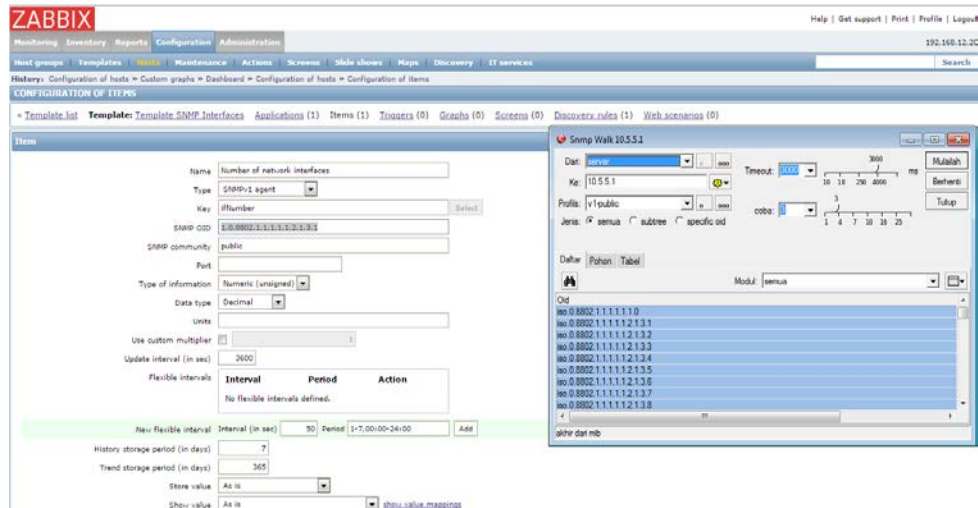 ZABBIX
Help | Get support | Print | Profile | Logout
Monitoring Inventory Reports Configuration Administration
Host groups | Templates | Hosts | Maintenance | Actions | Screens | Slide shows | Maps | Discovery | IT services
Search
History: Configuration of hosts » Custom graphs » Dashboard » Configuration of hosts » Configuration of items
CONFIGURATION OF ITEMS
« Template list Template: Template SNMP Interfaces Applications (1) Items (1) Triggers (0) Graphs (0) Screens (0) Discovery rules (1) Web scenarios (0)
Item
Name Number of network interfaces
Type SNMPv1 agent
Key ifNumber Select
SNMP OID 1.0.8802.1.1.1.1.1.2.1.3.1
SNMP community public
Port
Type of information Numeric (unsigned)
Data type Decimal
Units
Use custom multiplier 1
Update interval (in sec) 3600
Flexible intervals Interval Period Action
No flexible intervals defined.
New flexible interval Interval (in sec) 50 Period 1-7,00:00-24:00 Add
History storage period (in days) 7
Trend storage period (in days) 365
Store value As is
Show value As is show value mappings
Snmp Walk 10.5.5.1
Dari: server
Timeout: 3000
3000
ms
10 10 250 4000
Mulailah
Ke: 10.5.5.1
Berhenti
Profils: v1-public
coba: 3
3
1 4 7 10 16 25
Tutup
Jenis: semua subtree specific oid
Daftar Pohon Tabel
Modul: semua
Oid
iso.0.8802.1.1.1.1.1.1.0
iso.0.8802.1.1.1.1.1.2.1.3.1
iso.0.8802.1.1.1.1.1.2.1.3.2
iso.0.8802.1.1.1.1.1.2.1.3.3
iso.0.8802.1.1.1.1.1.2.1.3.4
iso.0.8802.1.1.1.1.1.2.1.3.5
iso.0.8802.1.1.1.1.1.2.1.3.6
iso.0.8802.1.1.1.1.1.2.1.3.7
iso.0.8802.1.1.1.1.1.2.1.3.8
akhir dari mib